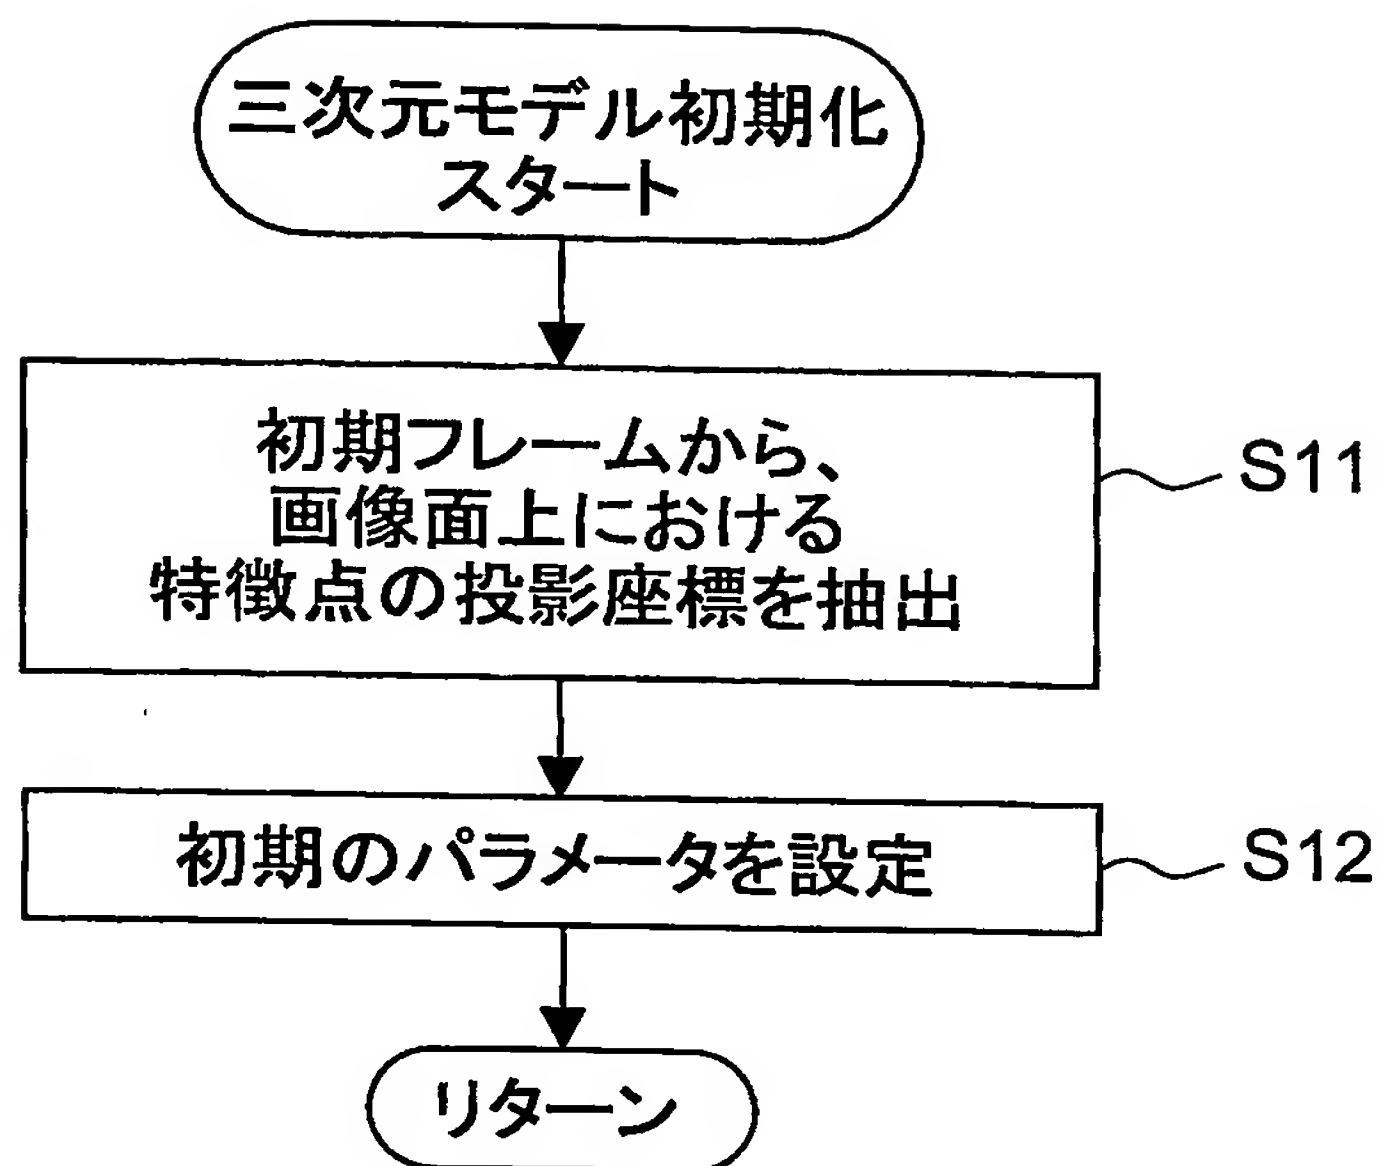 三次元モデル初期化
スタート
初期フレームから、
画像面上における
特徴点の投影座標を抽出
S11
初期のパラメータを設定
S12
リターン